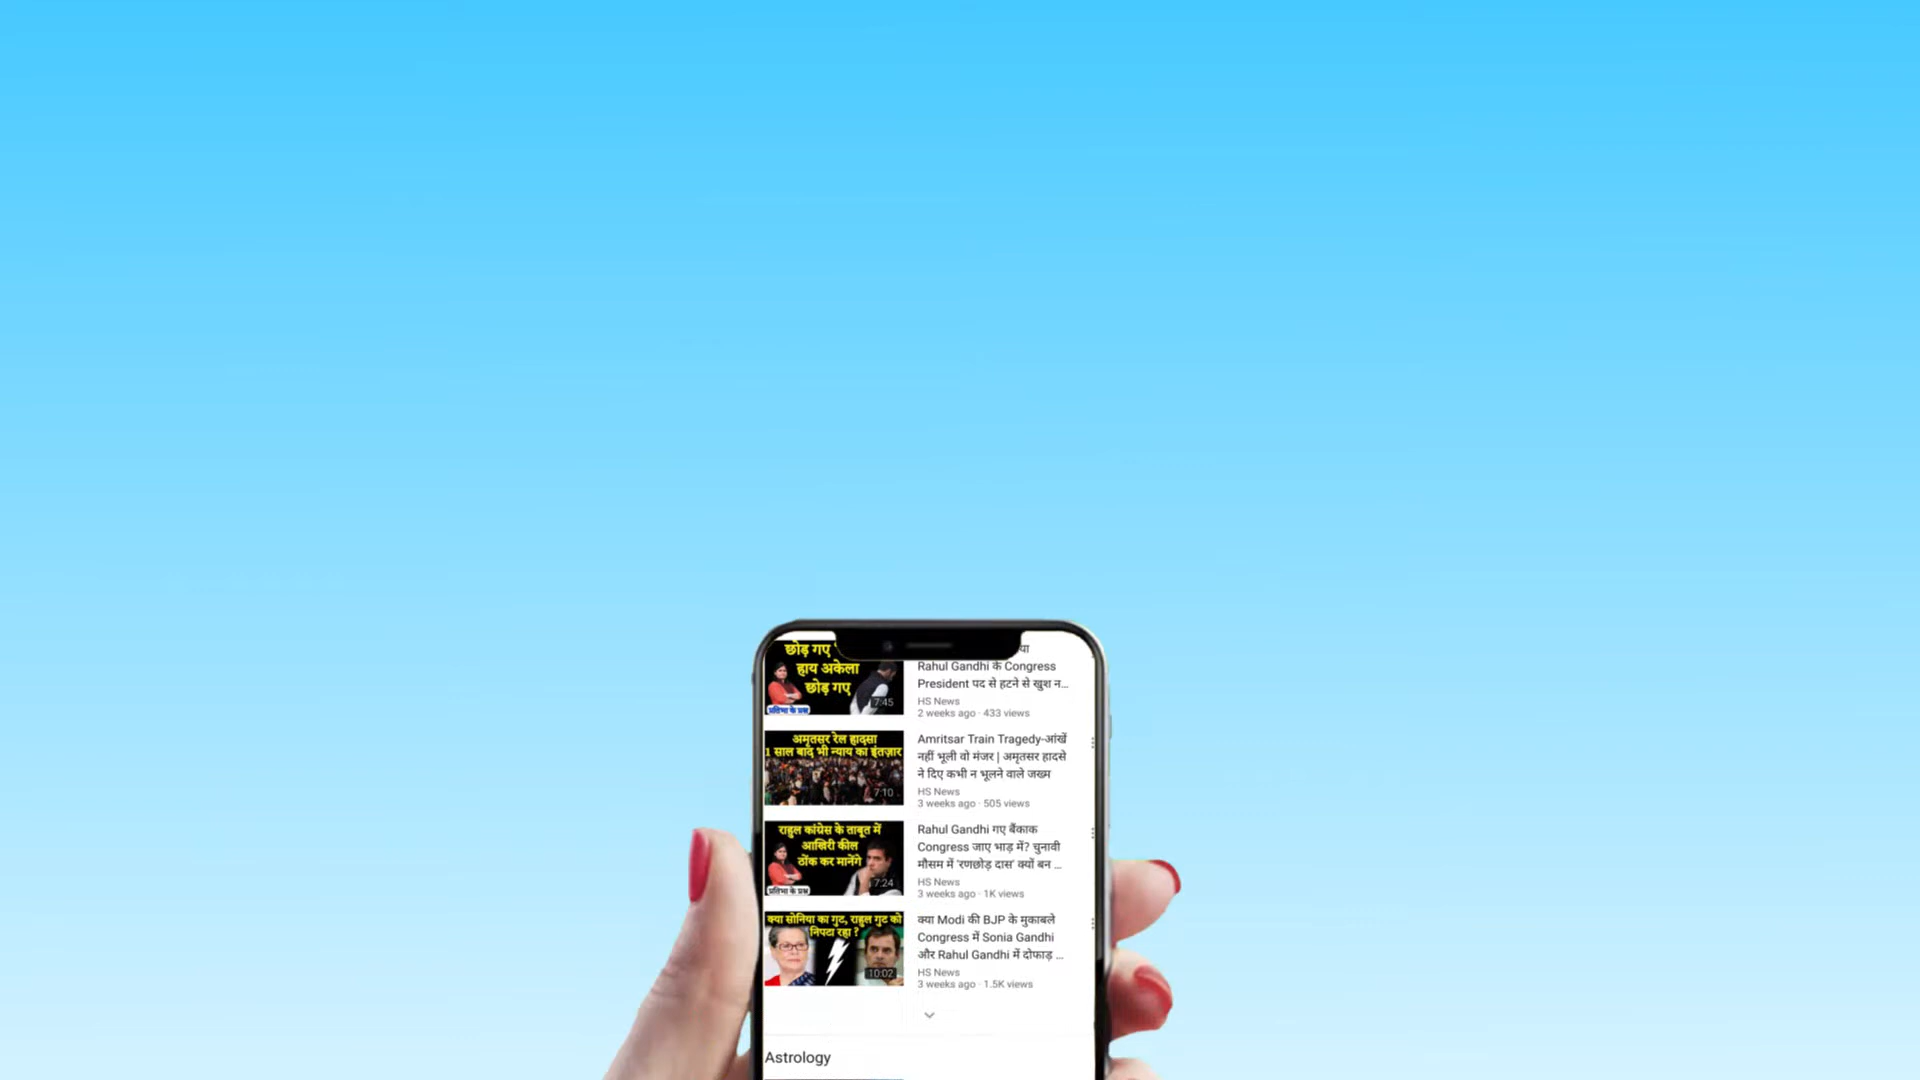 छोड़ गए
हाय अकेला
छोड़ गए
7:45
प्रतिभा के प्रश्न
Rahul Gandhi के Congress
President पद से हटने से खुश न...
HS News
2 weeks ago · 433 views
अमृतसर रेल हादसा
1 साल बाद भी न्याय का इंतज़ार
7:10
Amritsar Train Tragedy-आंखें
नहीं भूली वो मंजर | अमृतसर हादसे
ने दिए कभी न भूलने वाले जख्म
HS News
3 weeks ago · 505 views
राहुल कांग्रेस के ताबूत में
आखिरी कील
ठोंक कर मानेंगे
7:24
प्रतिभा के प्रश्न
Rahul Gandhi गए बैंकाक
Congress जाए भाड़ में? चुनावी
मौसम में 'रणछोड़ दास' क्यों बन ...
HS News
3 weeks ago · 1K views
क्या सोनिया का गुट, राहुल गुट को
निपटा रहा ?
10:02
क्या Modi की BJP के मुकाबले
Congress में Sonia Gandhi
और Rahul Gandhi में दोफाड़ ...
HS News
3 weeks ago · 1.5K views
Astrology